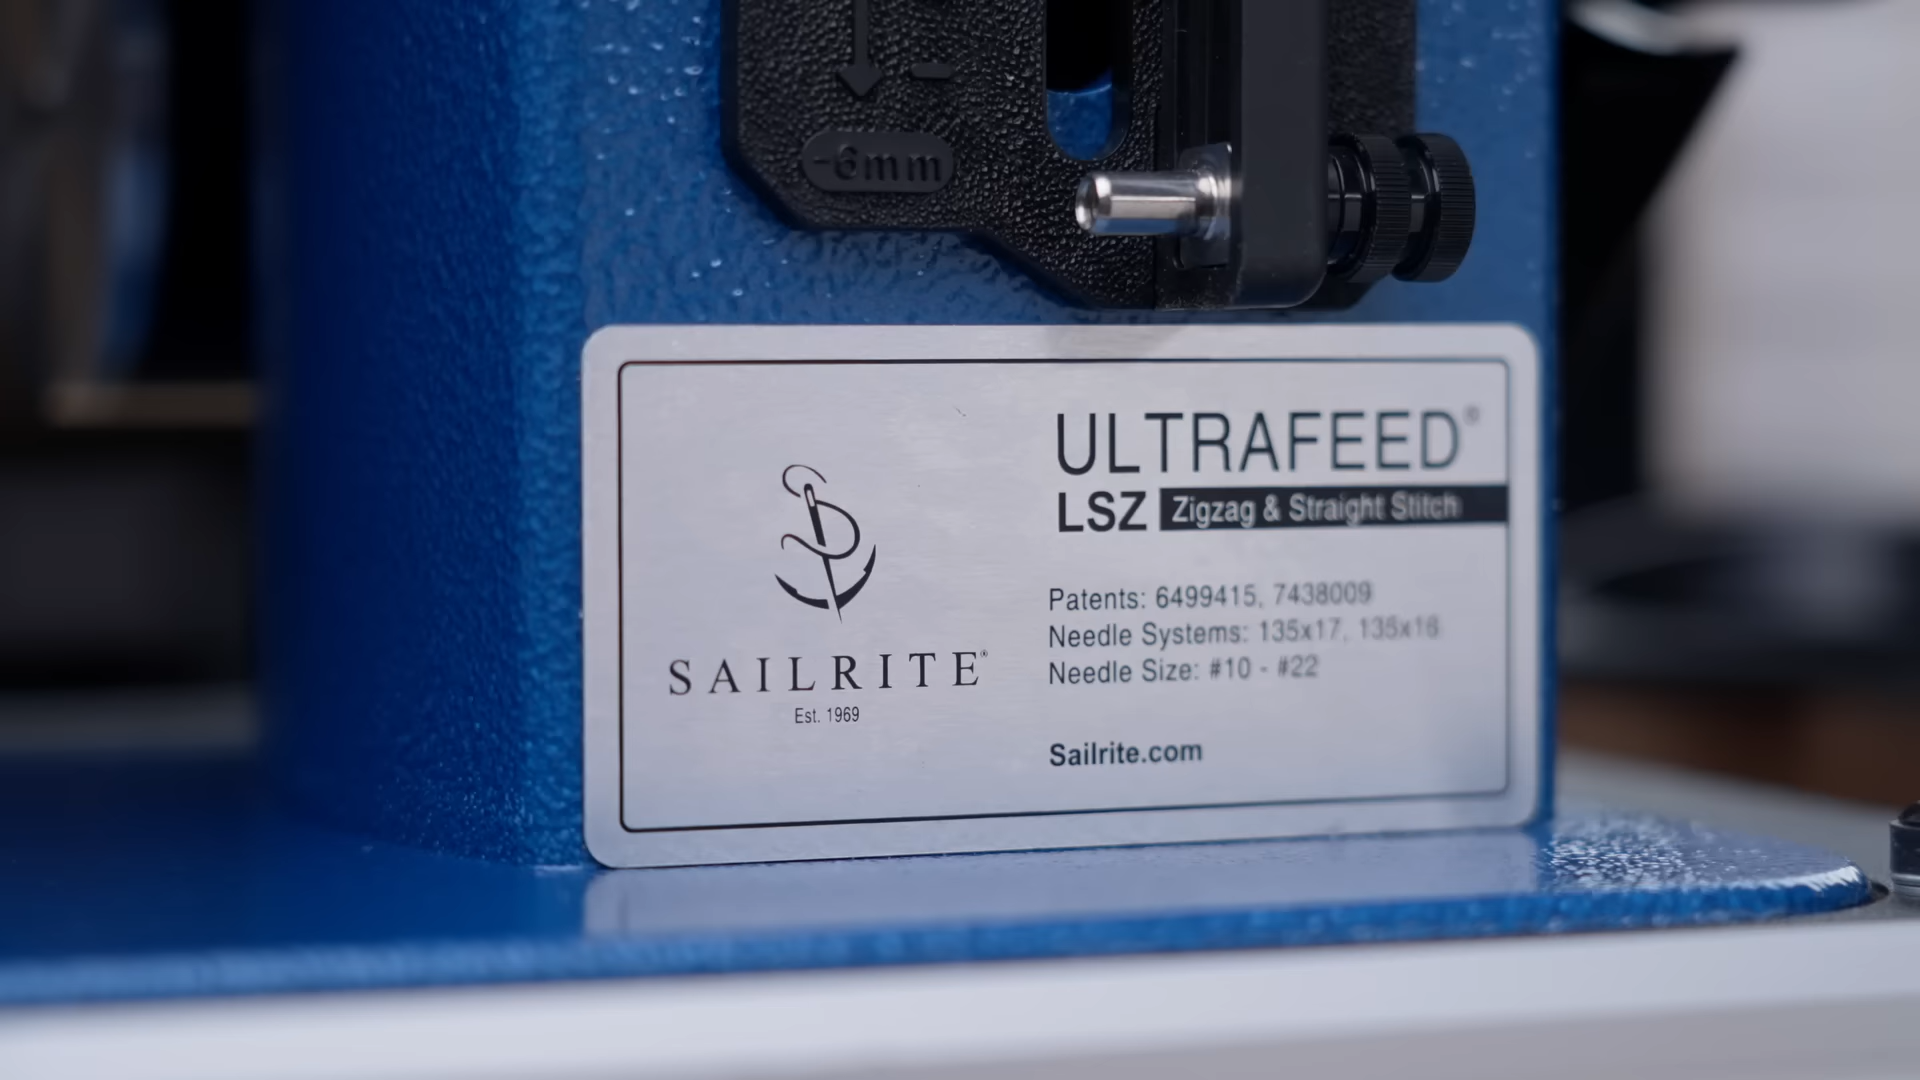 -6mm
ULTRAFEED®
LSZ Zigzag & Straight Stitch
Patents: 6499415, 7438009
Needle Systems: 135x17, 135x16
Needle Size: #10 - #22
Sailrite.com
SAILRITE®
Est. 1969